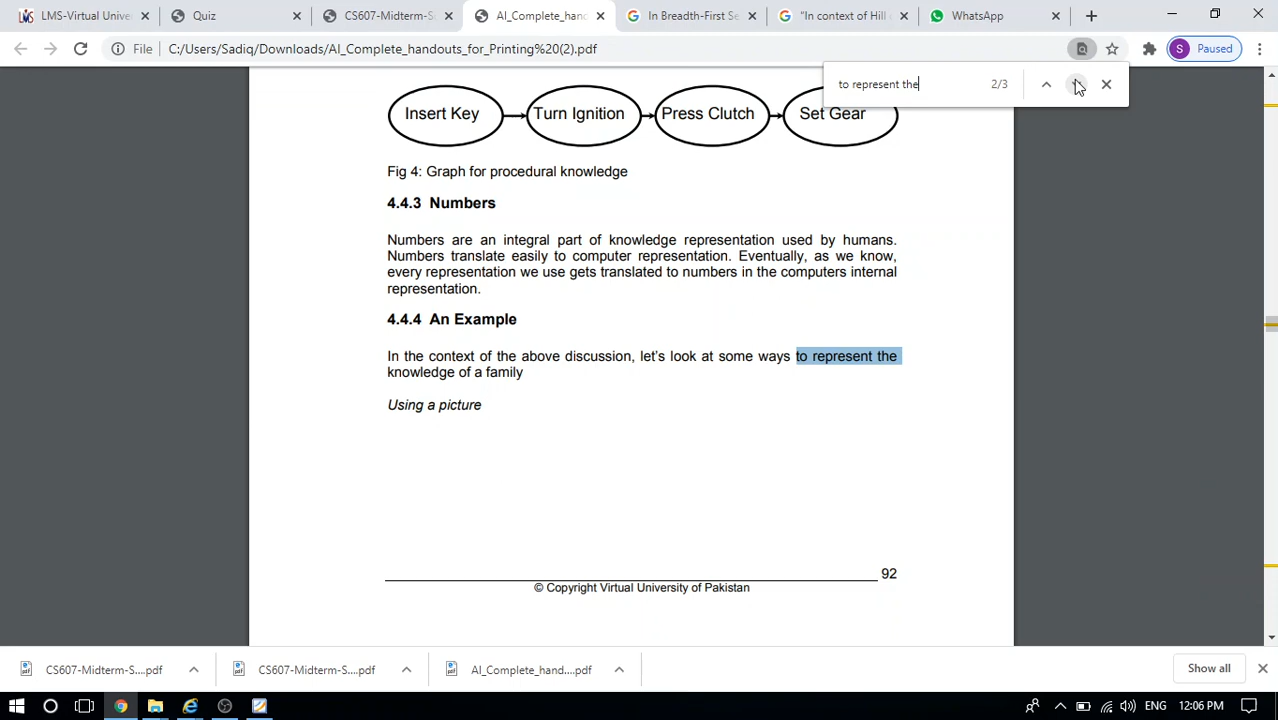 LMS-Virtual Unive
Quiz
CS607-Midterm-S
AI_Complete_hand
In Breadth-First Se
"In context of Hill c
WhatsApp
File
C:/Users/Sadiq/Downloads/AI_Complete_handouts_for_Printing%20(2).pdf
S
Paused
to represent the
2/3
Insert Key
Turn Ignition
Press Clutch
Set Gear
Fig 4: Graph for procedural knowledge
4.4.3 Numbers
Numbers are an integral part of knowledge representation used by humans.
Numbers translate easily to computer representation. Eventually, as we know,
every representation we use gets translated to numbers in the computers internal
representation.
4.4.4 An Example
In the context of the above discussion, let's look at some ways to represent the
knowledge of a family
Using a picture
92
© Copyright Virtual University of Pakistan
CS607-Midterm-S....pdf
CS607-Midterm-S....pdf
AI_Complete_hand....pdf
Show all
ENG
12:06 PM